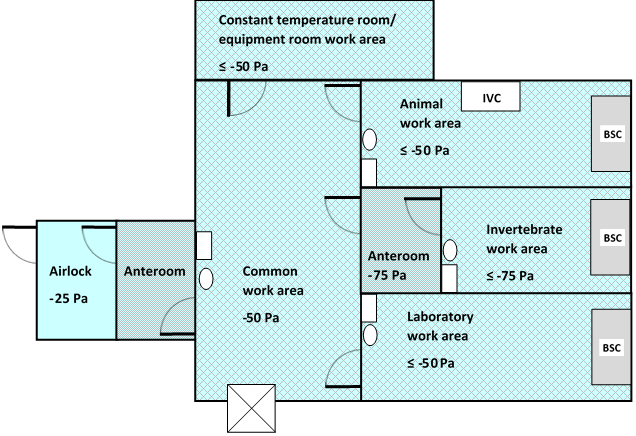 Constant temperature room/
equipment room work area
≤ -50 Pa
Animal
work area
≤ -50 Pa
IVC
BSC
Airlock
-25 Pa
Anteroom
Common
work area
-50 Pa
Anteroom
-75 Pa
Invertebrate
work area
≤ -75 Pa
BSC
Laboratory
work area
≤ -50 Pa
BSC